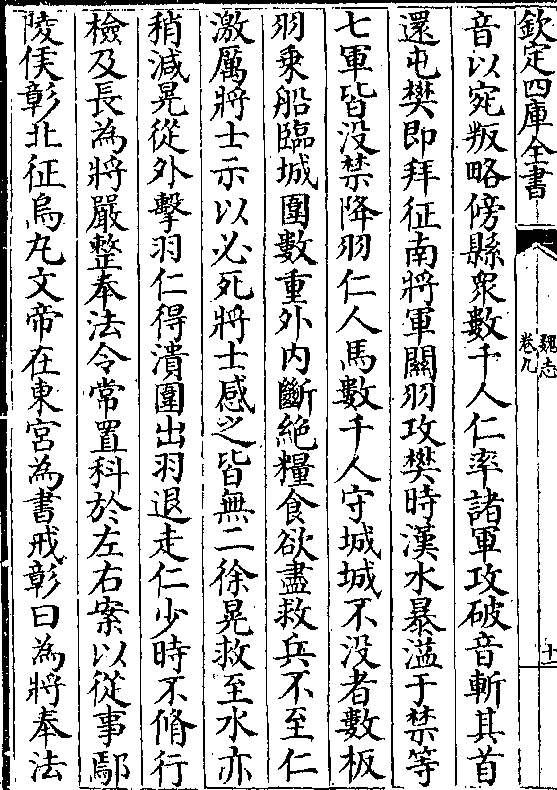 欽定四庫全書
魏志
卷九
十
音以宛叛略傍縣衆數千人仁率諸軍攻破音斬其首
還屯樊即拜征南將軍關羽攻樊時漢水暴溢于禁等
七軍皆没禁降羽仁人馬數千人守城城不没者數板
羽乗船臨城圍數重外内斷絶糧食欲盡救兵不至仁
激厲將士示以必死將士感之皆無二徐晃救至水亦
稍減晃從外擊羽仁得潰圍出羽退走仁少時不脩行
檢及長為將嚴整奉法令常置科於左右案以從事鄢
陵侯彰北征烏丸文帝在東宫為書戒彰曰為將奉法